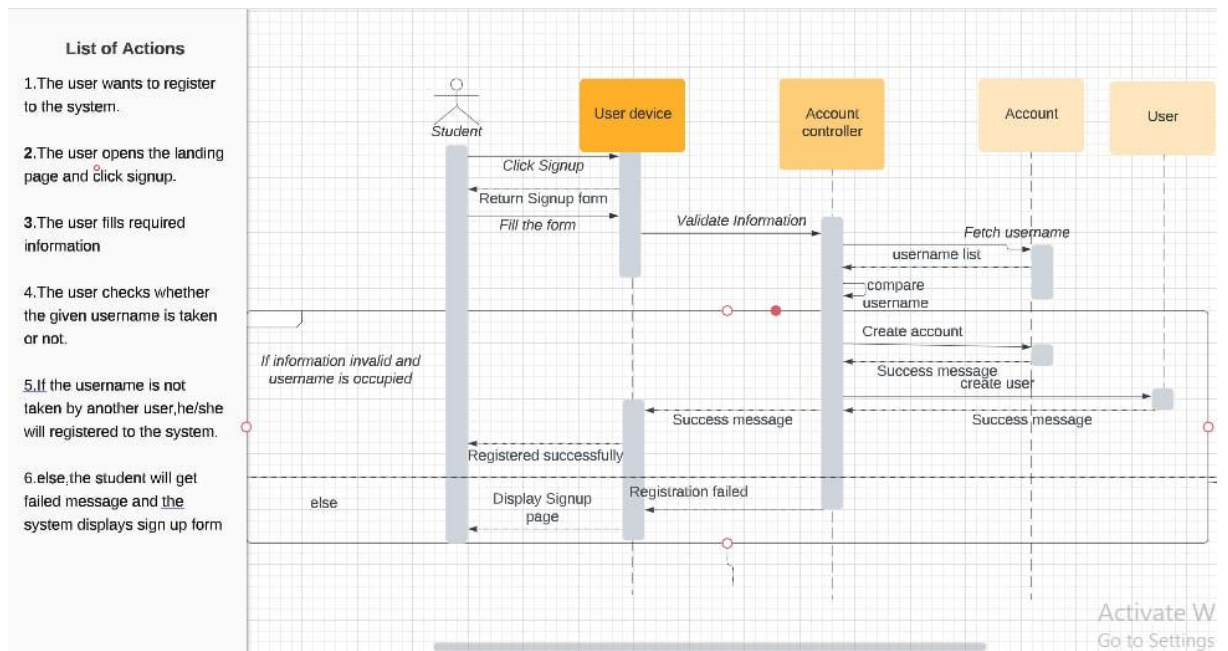 List of Actions
1.The user wants to register
to the system.
2.The user opens the landing
page and click signup.
3.The user fills required
information
4.The user checks whether
the given username is taken
or not.
5.If the username is not
taken by another user,he/she
will registered to the system.
6.else,the student will get
failed message and the
system displays sign up form
Student
User device
Account
controller
Account
User
Click Signup
Return Signup form
Fill the form
Validate Information
Fetch username
username list
compare
username
If information invalid and
username is occupied
Create account
Success message
create user
Success message
Success message
Registered successfully
else
Registration failed
Display Signup
page
Activate W
Go to Settings